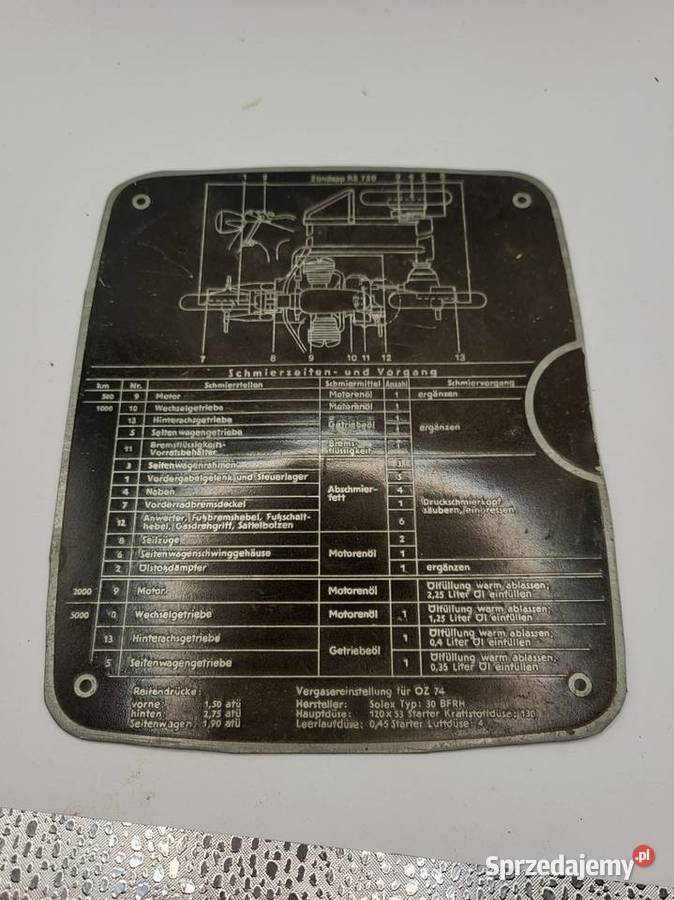 Zündapp KS 750
7 8 9 10 11 12 13
Schmierzeiten- und Vorgang
km Nr. Schmierstellen Schmiermittel Anzahl Schmiervorgang
500 9 Motor Motorenöl 1 ergänzen
1000 10 Wechselgetriebe Motorenöl 1
13 Hinterachsgetriebe Getriebeöl 1 ergänzen
5 Seitenwagengetriebe 1
11 Bremsflüssigkeits-Vorratsbehälter Bremsflüssigkeit 1
3 Seitenwagenrahmen 3
1 Vordergabelgelenk und Steuerlager 5
4 Naben Abschmier-fett 4
7 Vorderradbremsdeckel 1 Druckschmierkopf säubern, einpressen
12 Anwerfer, Fußbremshebel, Fußschalt-hebel, Gasdrehgriff, Sattelbolzen 6
8 Seilzüge 2
6 Seitenwagenschwinggehäuse Motorenöl 1
2 Ölstoßdämpfer 1 ergänzen
2000 9 Motor Motorenöl 1 Ölfüllung warm ablassen, 2,25 Liter Öl einfüllen
5000 Wechselgetriebe Motorenöl 1 Ölfüllung warm ablassen, 1,25 Liter Öl einfüllen
13 Hinterachsgetriebe Getriebeöl 1 Ölfüllung warm ablassen, 0,4 Liter Öl einfüllen
5 Seitenwagengetriebe 1 Ölfüllung warm ablassen, 0,35 Liter Öl einfüllen
Reifendrücke: Vergasereinstellung für OZ 74
vorne 1,50 atü Hersteller: Solex Typ: 30 BFRH
hinten 2,75 atü Hauptdüse: 120 x 53 Starter Kraftstoffdüse: 130
Seitenwagen: 1,90 atü Leerlaufdüse: 0,45 Starter Luftdüse 4
Sprzedajemy.pl